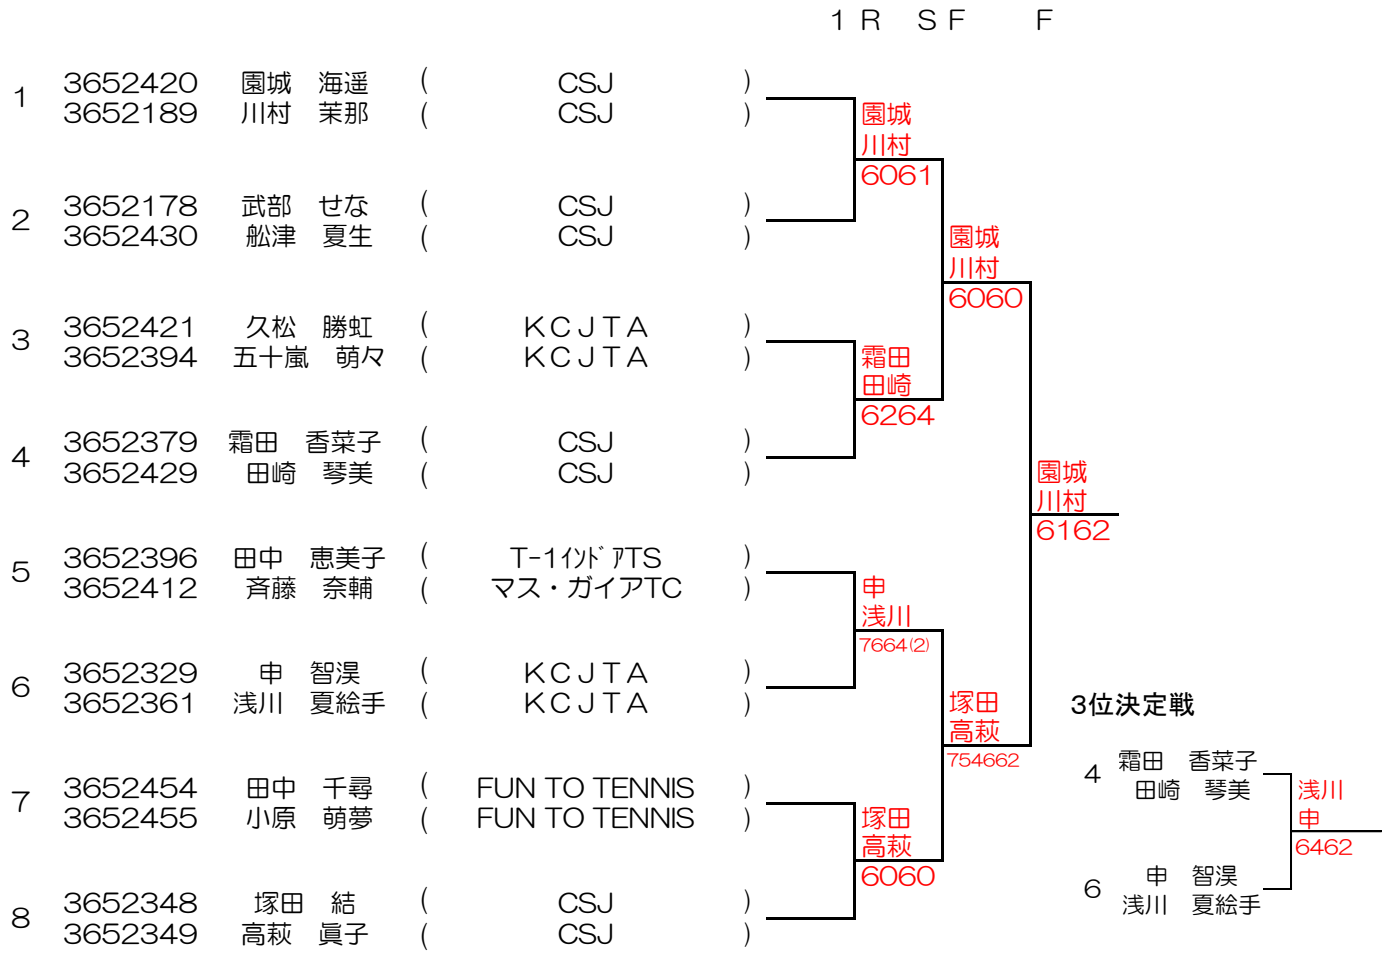 １Ｒ ＳＦ Ｆ
1 3652420 園城 海遥 ( CSJ )
3652189 川村 茉那 ( CSJ )
園城
川村
6061
2 3652178 武部 せな ( CSJ )
3652430 舩津 夏生 ( CSJ )
園城
川村
6060
3 3652421 久松 勝虹 ( ＫＣＪＴＡ )
3652394 五十嵐 萌々 ( ＫＣＪＴＡ )
霜田
田崎
6264
4 3652379 霜田 香菜子 ( CSJ )
3652429 田崎 琴美 ( CSJ )
園城
川村
6162
5 3652396 田中 恵美子 ( T-1ｲﾝﾄﾞｱTS )
3652412 斉藤 奈輔 ( マス・ガイアTC )
申
浅川
7664(2)
6 3652329 申 智淏 ( ＫＣＪＴＡ )
3652361 浅川 夏絵手 ( ＫＣＪＴＡ )
塚田
高萩
754662
7 3652454 田中 千尋 ( FUN TO TENNIS )
3652455 小原 萌夢 ( FUN TO TENNIS )
塚田
高萩
6060
8 3652348 塚田 結 ( CSJ )
3652349 高萩 眞子 ( CSJ )
3位決定戦
4 霜田 香菜子
田崎 琴美
浅川
申
6462
6 申 智淏
浅川 夏絵手